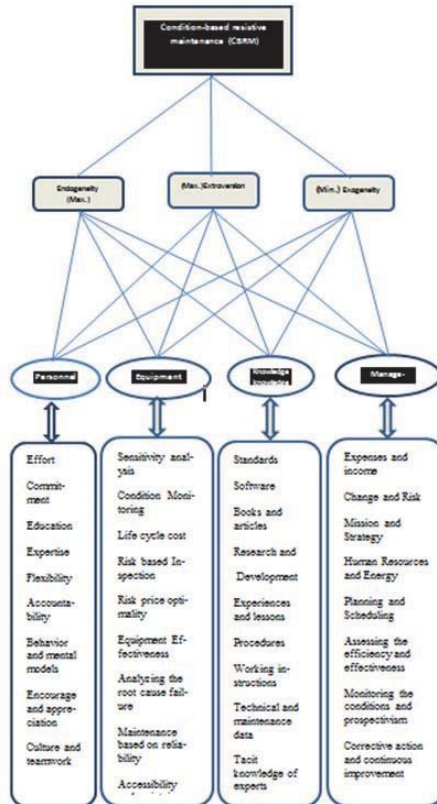 Condition-based resistive
maintenance (CBRM)
Endogeneity
(Max.)
(Max.)Extroversion
(Min.) Exogeneity
Personnel
Equipment
Knowledge
Manage-
Effort
Commit-
ment
Education
Expertise
Flexibility
Accounta-
bility
Behavior
and mental
models
Encourage
and appre-
ciation
Culture and
teamwork
Sensitivity anal-
ysis
Condition Moni-
toring
Life cycle cost
Risk based In-
spection
Risk price opti-
mality
Equipment Ef-
fectiveness
Analyzing the
root cause fail-
ure
Maintenance
based on relia-
bility
Accessibility
Standards
Software
Books and
articles
Research and
Development
Experiences
and lessons
Procedures
Working in-
structions
Technical and
maintenance
data
Tacit
knowledge of
experts
Expenses and
income
Change and Risk
Mission and
Strategy
Human Resources
and Energy
Planning and
Scheduling
Assessing the
efficiency and
effectiveness
Monitoring the
conditions and
prospectivism
Corrective action
and continuous
improvement